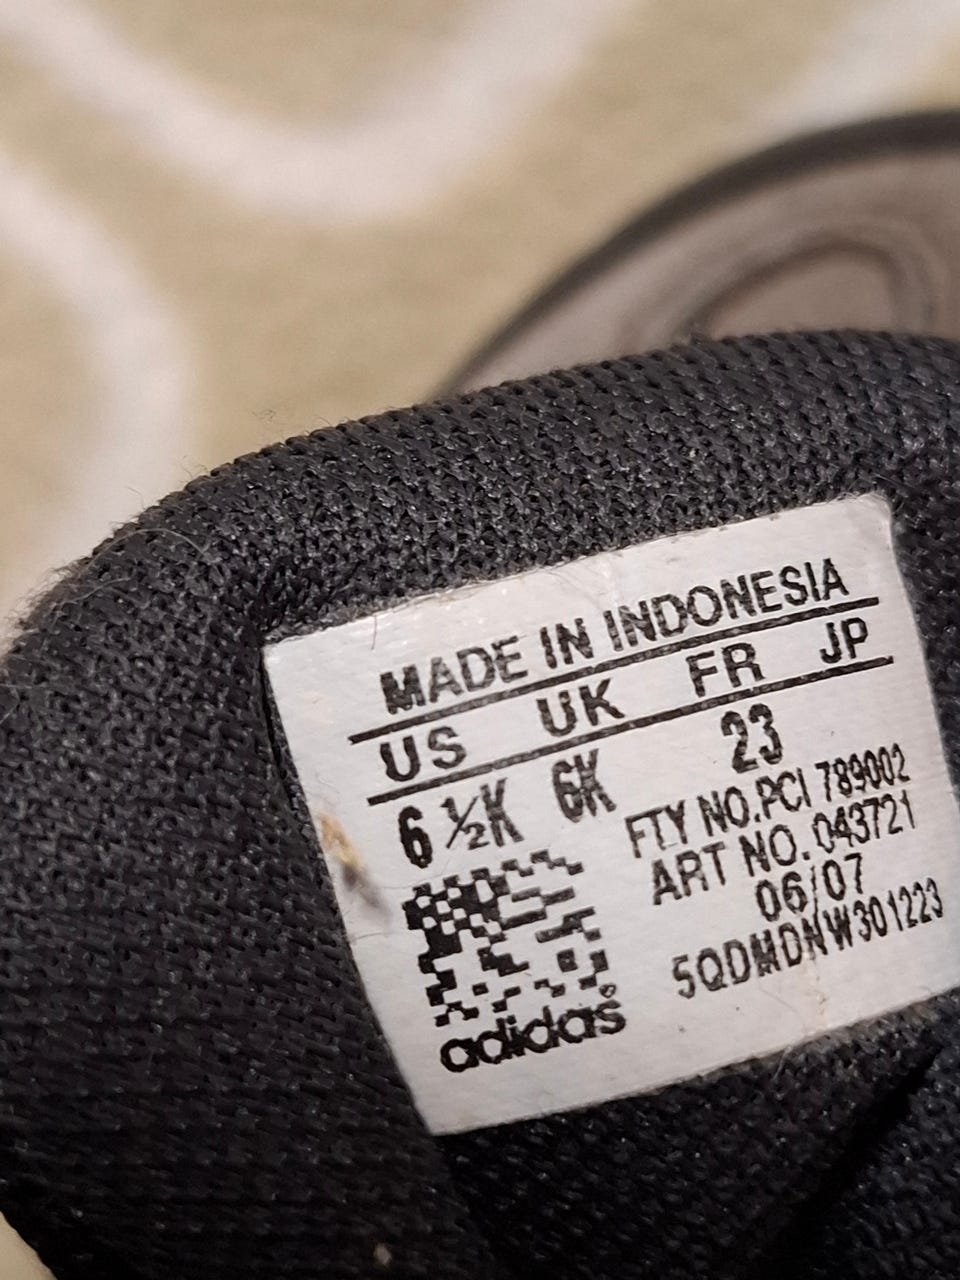 MADE IN INDONESIA
US UK FR JP
6 ½K 6K 23
FTY NO.PCI 789002
ART NO. 043721
06/07
5QDMDNW301223
adidas